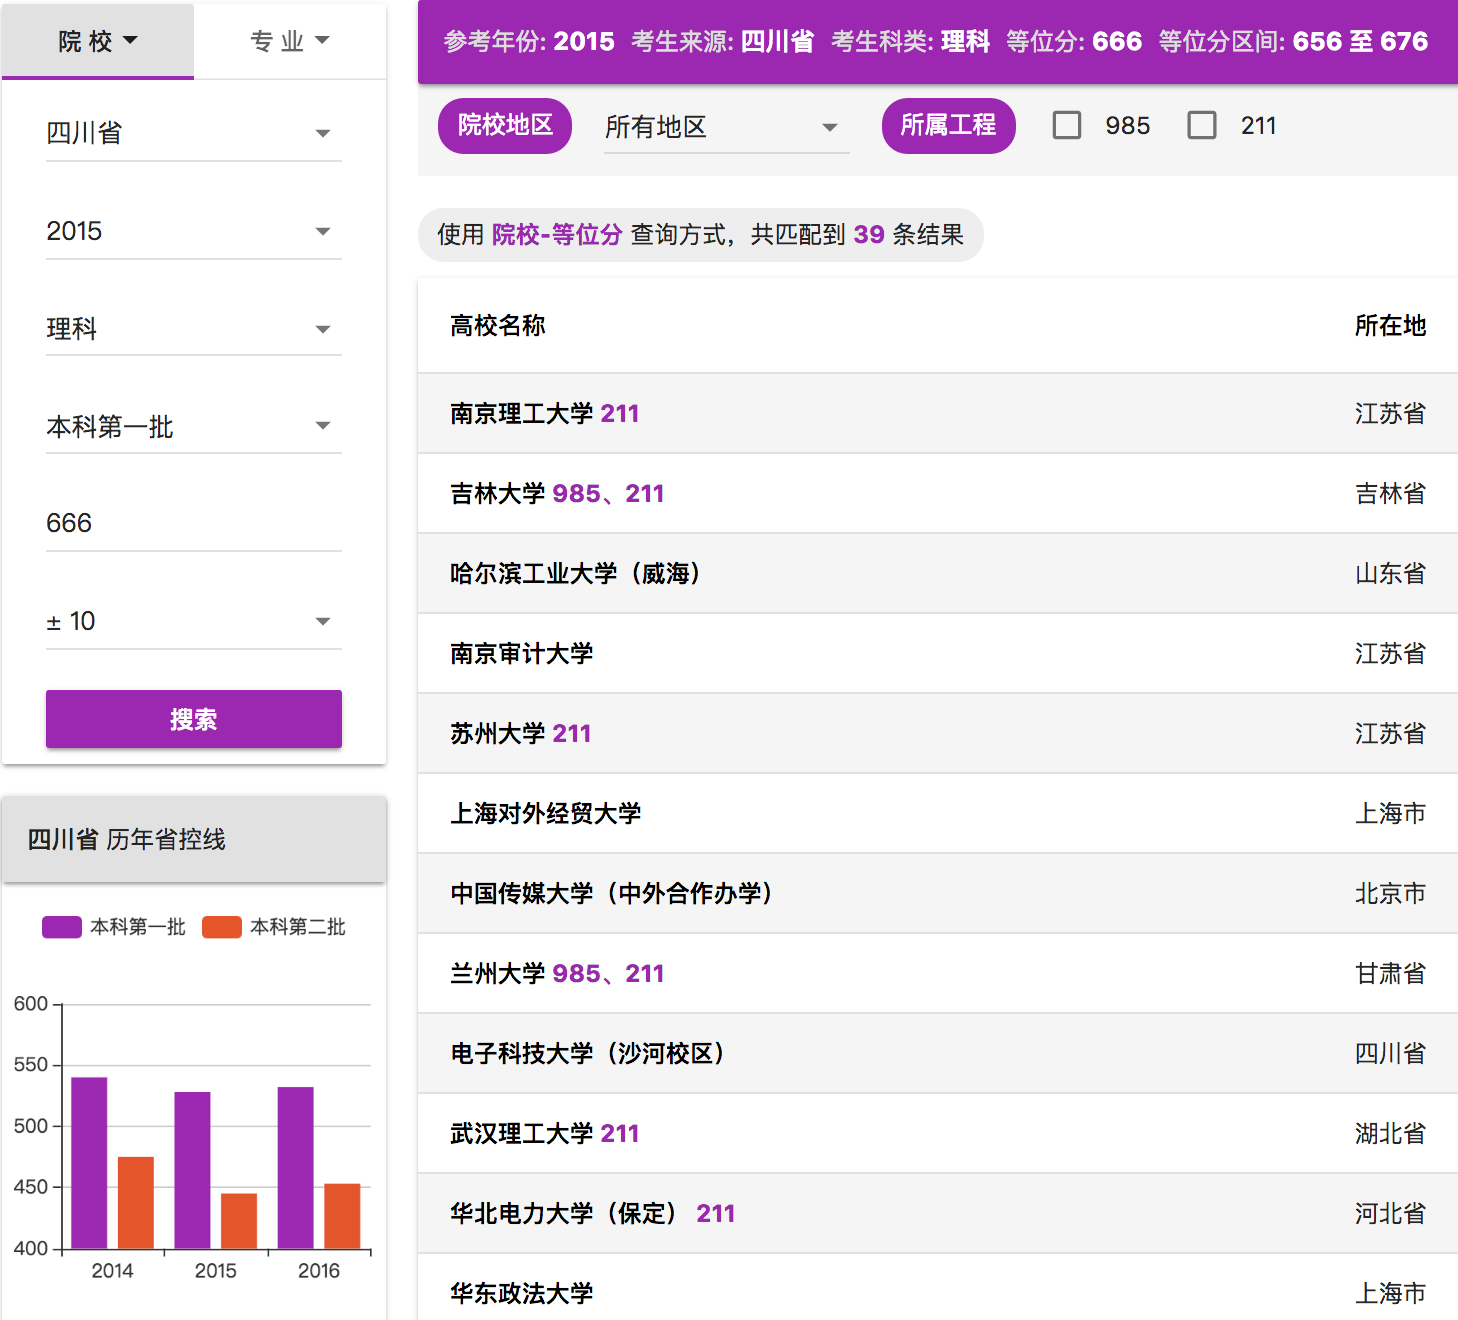 院 校
专 业
四川省
2015
理科
本科第一批
666
± 10
搜索
四川省 历年省控线
本科第一批 本科第二批
600
550
500
450
400
2014 2015 2016
参考年份: 2015 考生来源: 四川省 考生科类: 理科 等位分: 666 等位分区间: 656 至 676
院校地区 所有地区 所属工程 985 211
使用 院校-等位分 查询方式，共匹配到 39 条结果
高校名称 所在地
南京理工大学 211 江苏省
吉林大学 985、211 吉林省
哈尔滨工业大学（威海） 山东省
南京审计大学 江苏省
苏州大学 211 江苏省
上海对外经贸大学 上海市
中国传媒大学（中外合作办学） 北京市
兰州大学 985、211 甘肃省
电子科技大学（沙河校区） 四川省
武汉理工大学 211 湖北省
华北电力大学（保定） 211 河北省
华东政法大学 上海市